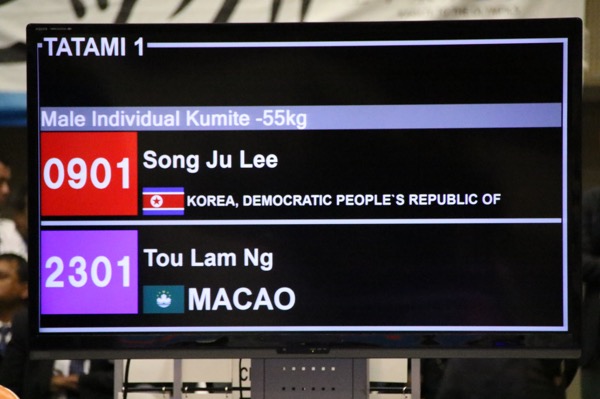 TATAMI 1
Male Individual Kumite -55kg
0901
Song Ju Lee
KOREA, DEMOCRATIC PEOPLE`S REPUBLIC OF
2301
Tou Lam Ng
MACAO